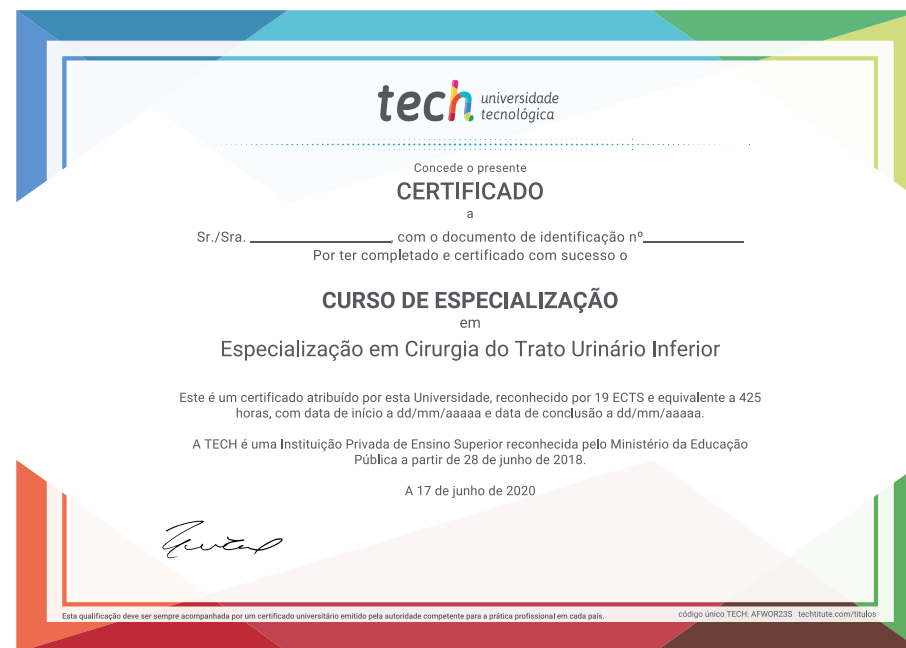 tech universidade
tecnológica
Concede o presente
CERTIFICADO
a
Sr./Sra. , com o documento de identificação nº
Por ter completado e certificado com sucesso o
CURSO DE ESPECIALIZAÇÃO
em
Especialização em Cirurgia do Trato Urinário Inferior
Este é um certificado atribuído por esta Universidade, reconhecido por 19 ECTS e equivalente a 425
horas, com data de início a dd/mm/aaaaa e data de conclusão a dd/mm/aaaaa.
A TECH é uma Instituição Privada de Ensino Superior reconhecida pelo Ministério da Educação
Pública a partir de 28 de junho de 2018.
A 17 de junho de 2020
Esta qualificação deve ser sempre acompanhada por um certificado universitário emitido pela autoridade competente para a prática profissional em cada país.
código único TECH: AFWOR23S techtitute.com/titulos